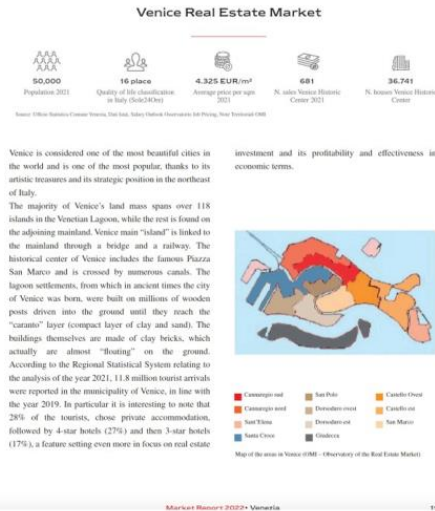 Venice Real Estate Market
50,000
Population 2021
16 place
Quality of life classification
in Italy (Sole24Ore)
4.325 EUR/m²
Average price per sqm
2021
681
N. sales Venice Historic
Center 2021
36.741
N. houses Venice Historic
Center
Venice is considered one of the most beautiful cities in
the world and is one of the most popular, thanks to its
artistic treasures and its strategic position in the northeast
of Italy.
The majority of Venice's land mass spans over 118
islands in the Venetian Lagoon, while the rest is found on
the adjoining mainland. Venice main "island" is linked to
the mainland through a bridge and a railway. The
historical center of Venice includes the famous Piazza
San Marco and is crossed by numerous canals. The
lagoon settlements, from which in ancient times the city
of Venice was born, were built on millions of wooden
posts driven into the ground until they reach the
"caranto" layer (compact layer of clay and sand). The
buildings themselves are made of clay bricks, which
actually are almost "floating" on the ground.
According to the Regional Statistical System relating to
the analysis of the year 2021, 11.8 million tourist arrivals
were reported in the municipality of Venice, in line with
the year 2019. In particular it is interesting to note that
28% of the tourists, chose private accommodation,
followed by 4-star hotels (27%) and then 3-star hotels
(17%), a feature setting even more in focus on real estate
investment and its profitability and effectiveness in
economic terms.
Cannaregio sud
Cannaregio nord
Sant'Elena
Santa Croce
San Polo
Dorsoduro ovest
Dorsoduro est
Giudecca
Castello Ovest
Castello est
San Marco
Map of the areas in Venice (OMI – Observatory of the Real Estate Market)
Market Report 2022• Venezia